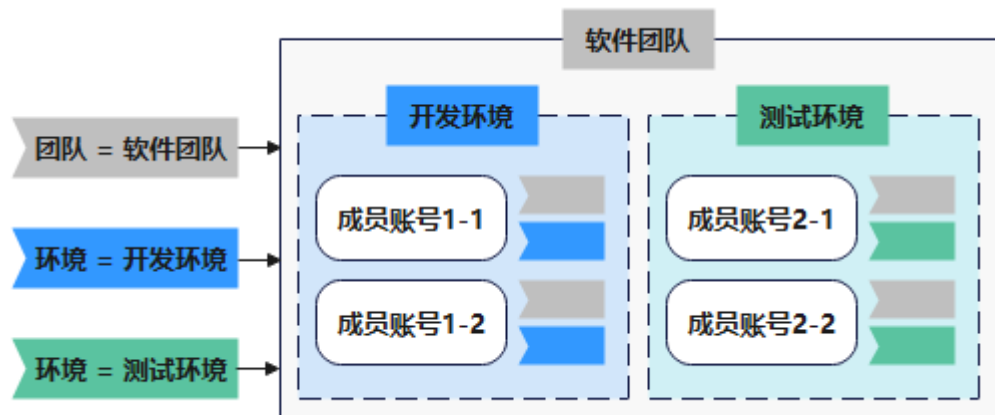 软件团队
开发环境
测试环境
团队 = 软件团队
成员账号1-1
成员账号2-1
环境 = 开发环境
成员账号1-2
成员账号2-2
环境 = 测试环境